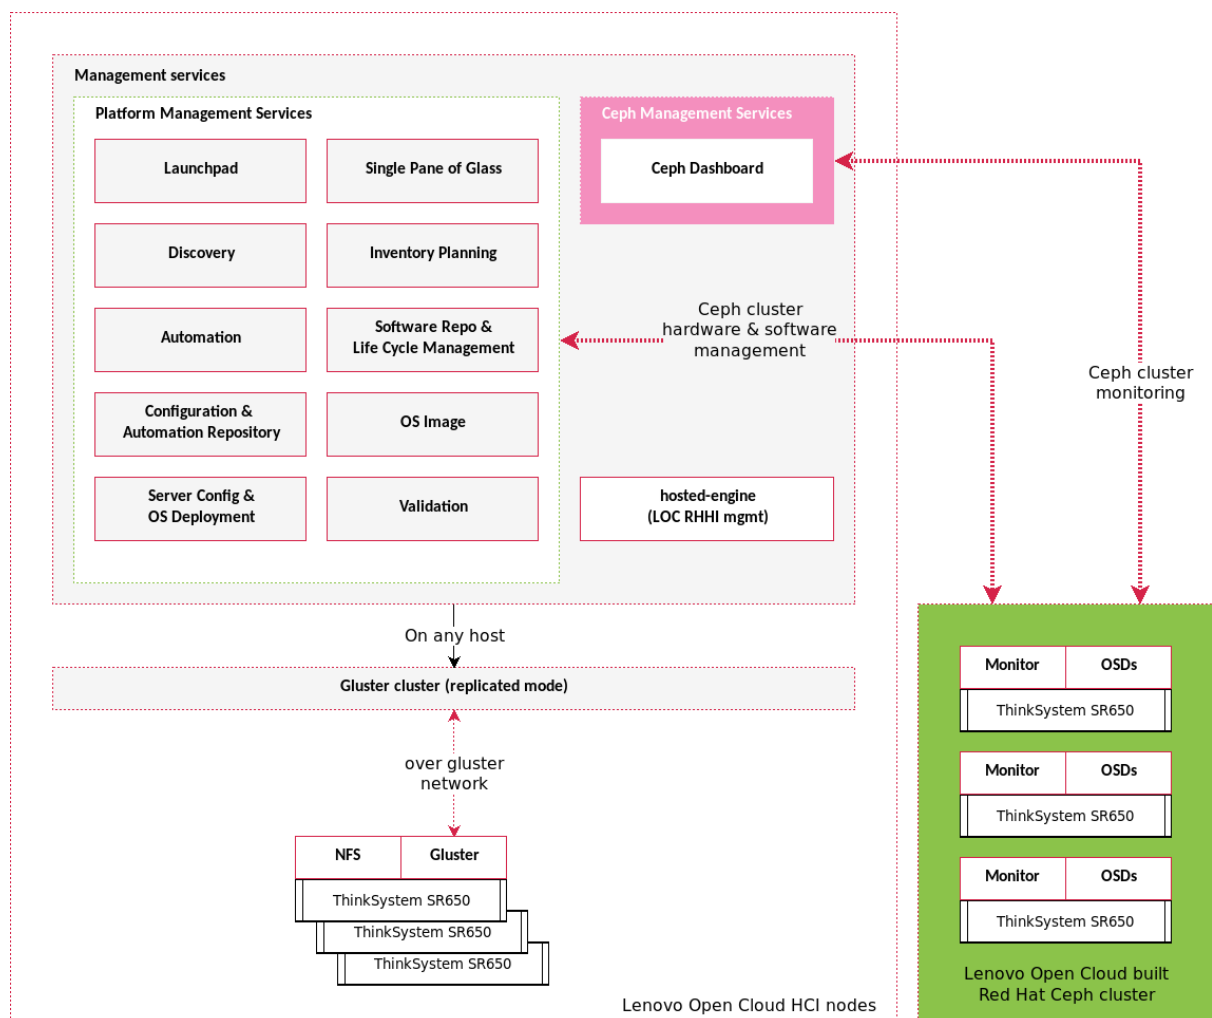 Management services
Platform Management Services
Launchpad
Single Pane of Glass
Discovery
Inventory Planning
Automation
Software Repo &
Life Cycle Management
Configuration &
Automation Repository
OS Image
Server Config &
OS Deployment
Validation
Ceph Management Services
Ceph Dashboard
Ceph cluster
hardware & software
management
Ceph cluster
monitoring
hosted-engine
(LOC RHHI mgmt)
On any host
Gluster cluster (replicated mode)
over gluster
network
NFS
Gluster
ThinkSystem SR650
ThinkSystem SR650
ThinkSystem SR650
Lenovo Open Cloud HCI nodes
Monitor
OSDs
ThinkSystem SR650
Monitor
OSDs
ThinkSystem SR650
Monitor
OSDs
ThinkSystem SR650
Lenovo Open Cloud built
Red Hat Ceph cluster